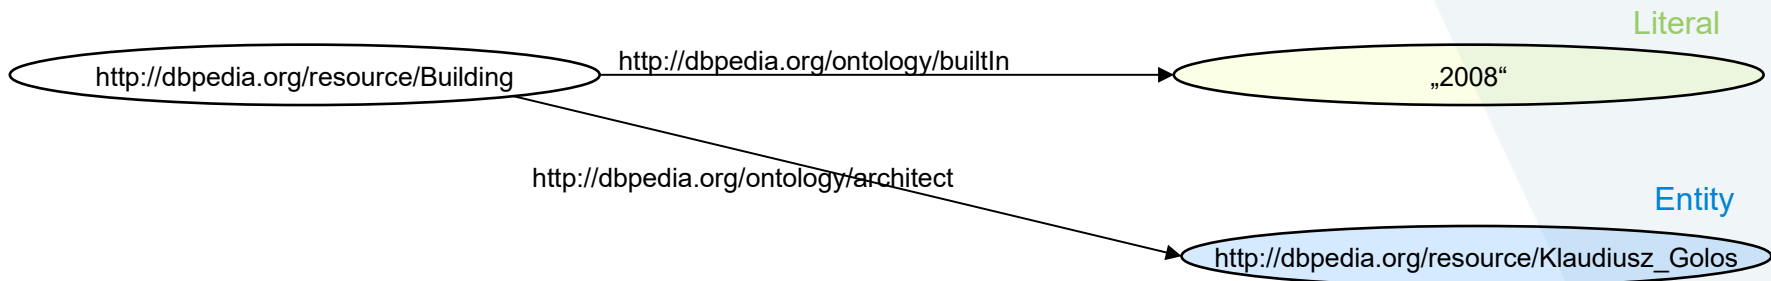 Literal
http://dbpedia.org/ontology/builtIn
http://dbpedia.org/resource/Building
„2008“
http://dbpedia.org/ontology/architect
Entity
http://dbpedia.org/resource/Klaudiusz_Golos